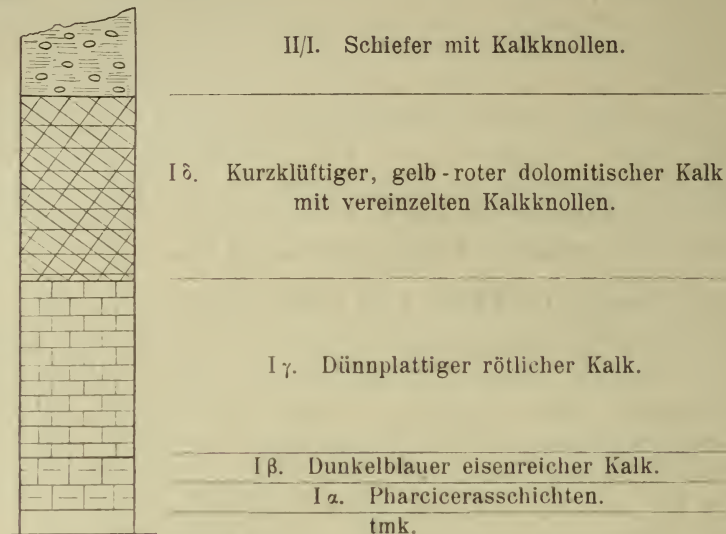 II/I. Schiefer mit Kalkknollen.
I δ. Kurzklüftiger, gelb-roter dolomitischer Kalk
mit vereinzelten Kalkknollen.
I γ. Dünnplattiger rötlicher Kalk.
I β. Dunkelblauer eisenreicher Kalk.
I α. Pharcicerasschichten.
tmk.